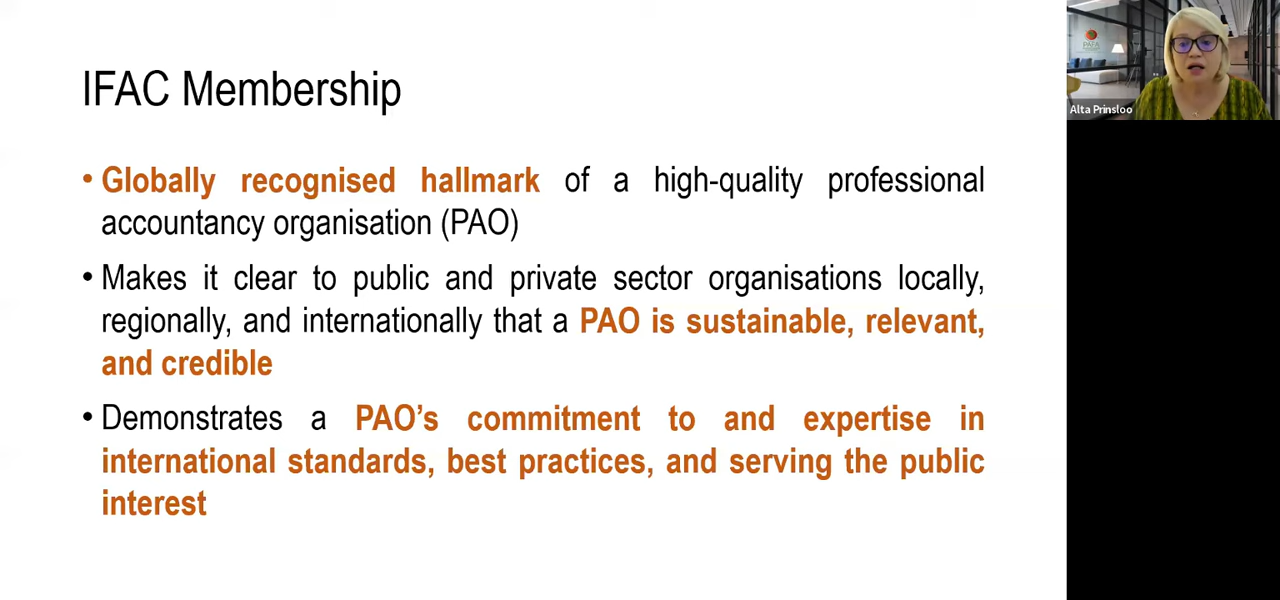 IFAC Membership
• Globally recognised hallmark of a high-quality professional
accountancy organisation (PAO)
• Makes it clear to public and private sector organisations locally,
regionally, and internationally that a PAO is sustainable, relevant,
and credible
• Demonstrates a PAO’s commitment to and expertise in
international standards, best practices, and serving the public
interest
PAFA
Alta Prinsloo